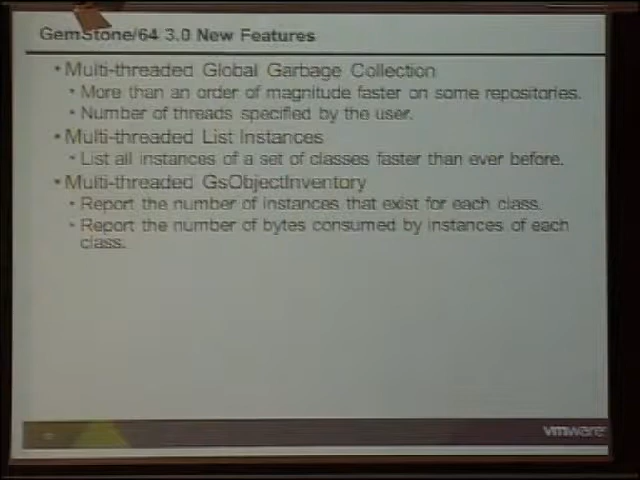 GemStone/64 3.0 New Features
• Multi-threaded Global Garbage Collection
• More than an order of magnitude faster on some repositories.
• Number of threads specified by the user.
• Multi-threaded List Instances
• List all instances of a set of classes faster than ever before.
• Multi-threaded GsObjectInventory
• Report the number of instances that exist for each class.
• Report the number of bytes consumed by instances of each
class.
vmware